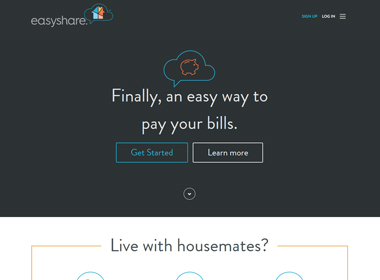 easyshare.
SIGN UP LOG IN
Finally, an easy way to
pay your bills.
Get Started Learn more
Live with housemates?